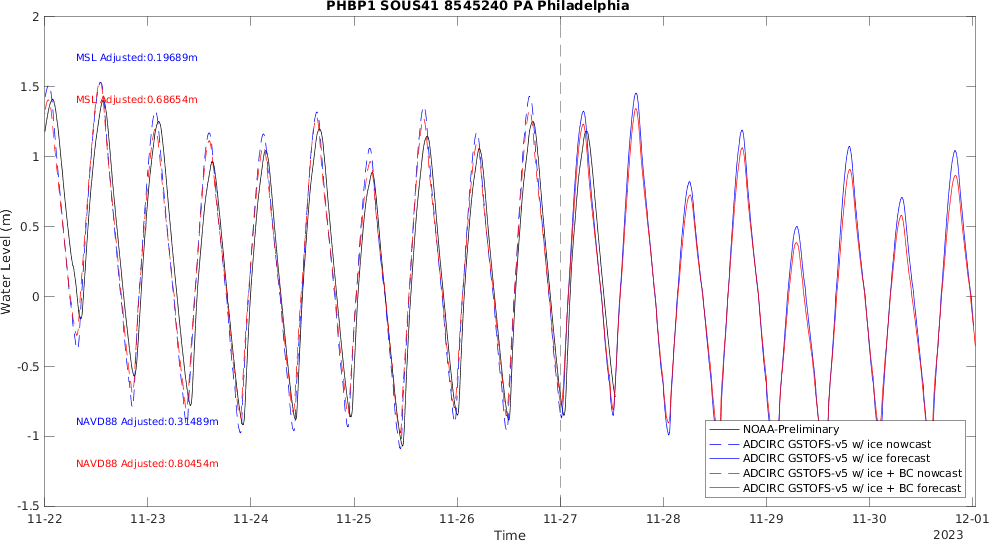 PHBP1 SOUS41 8545240 PA Philadelphia
2
1.5
1
0.5
0
-0.5
-1
-1.5
Water Level (m)
MSL Adjusted:0.19689m
MSL Adjusted:0.68654m
NAVD88 Adjusted:0.31489m
NAVD88 Adjusted:0.80454m
NOAA-Preliminary
ADCIRC GSTOFS-v5 w/ ice nowcast
ADCIRC GSTOFS-v5 w/ ice forecast
ADCIRC GSTOFS-v5 w/ ice + BC nowcast
ADCIRC GSTOFS-v5 w/ ice + BC forecast
11-22 11-23 11-24 11-25 11-26 11-27 11-28 11-29 11-30 12-01
Time
2023